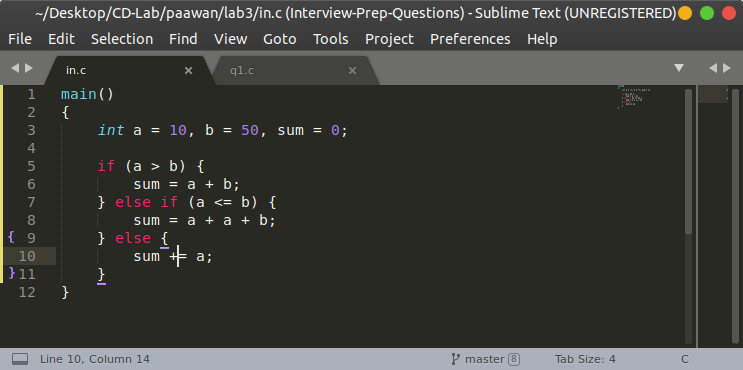 ~/Desktop/CD-Lab/paawan/lab3/in.c (Interview-Prep-Questions) - Sublime Text (UNREGISTERED)
File Edit Selection Find View Goto Tools Project Preferences Help
in.c × q1.c ×
1 main()
2 {
3 int a = 10, b = 50, sum = 0;
4
5 if (a > b) {
6 sum = a + b;
7 } else if (a <= b) {
8 sum = a + a + b;
{ 9 } else {
10 sum += a;
} 11 }
12 }
Line 10, Column 14 master 8 Tab Size: 4 C